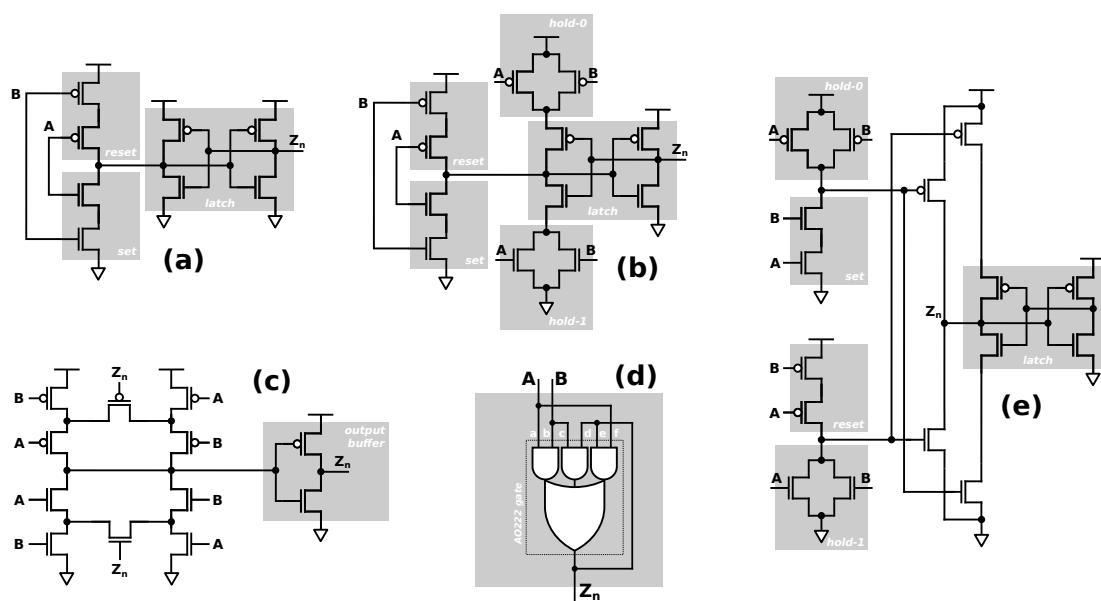 B
A
reset
set
latch
Zn
(a)
hold-0
A
B
B
A
reset
set
latch
Zn
A
B
hold-1
(b)
hold-0
A
B
B
A
set
Zn
latch
reset
B
A
A
B
hold-1
(e)
(c)
Zn
B
A
A
B
A
B
B
A
Zn
output
buffer
Zn
(d)
A B
a b c d e f
AO222 gate
Zn